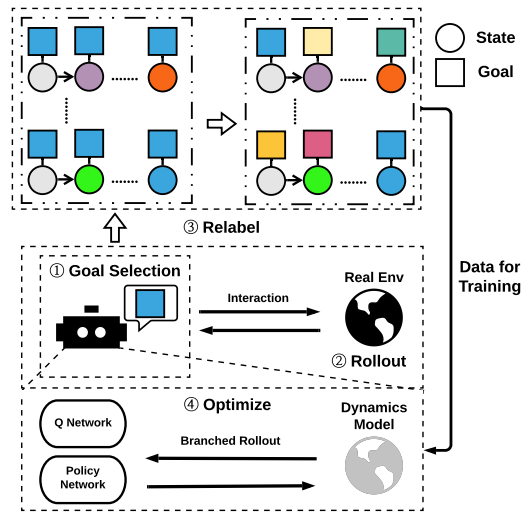 State
Goal
③ Relabel
① Goal Selection
Interaction
Real Env
② Rollout
Data for
Training
④ Optimize
Q Network
Policy
Network
Branched Rollout
Dynamics
Model